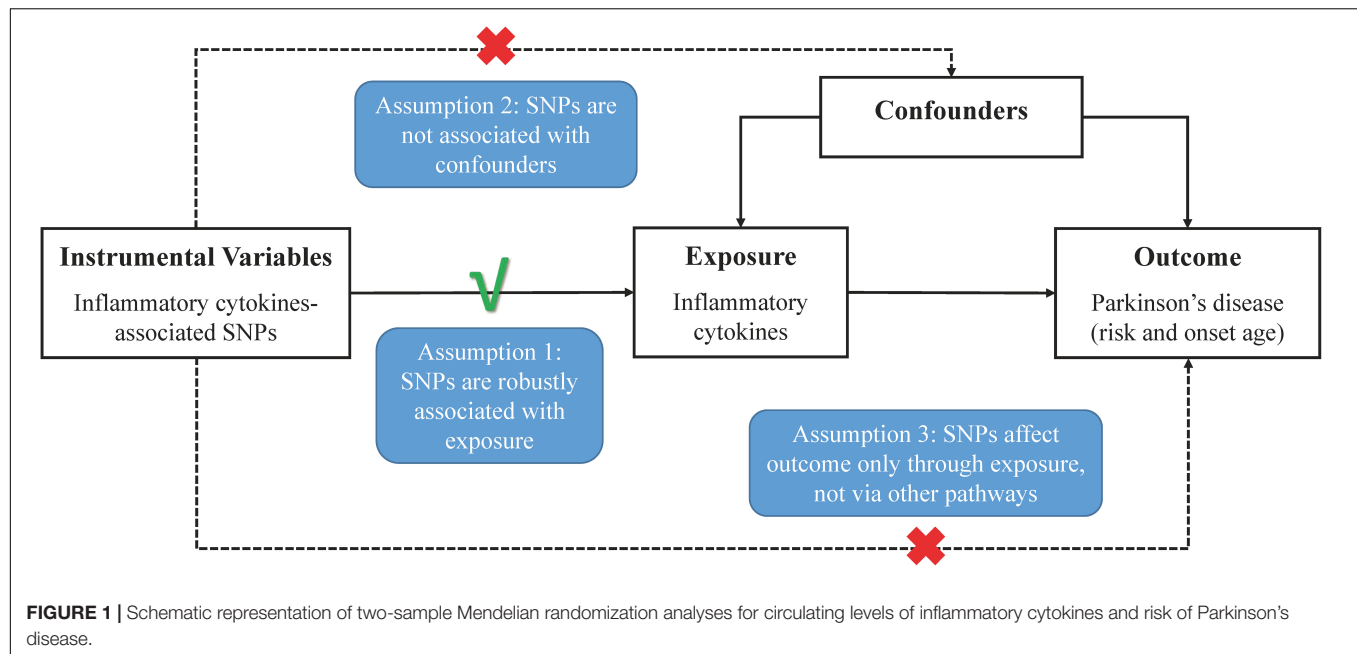 Assumption 2: SNPs are
not associated with
confounders
Confounders
Instrumental Variables
Inflammatory cytokines-
associated SNPs
√
Assumption 1:
SNPs are robustly
associated with
exposure
Exposure
Inflammatory
cytokines
Outcome
Parkinson's disease
(risk and onset age)
Assumption 3: SNPs affect
outcome only through exposure,
not via other pathways
FIGURE 1 | Schematic representation of two-sample Mendelian randomization analyses for circulating levels of inflammatory cytokines and risk of Parkinson's
disease.